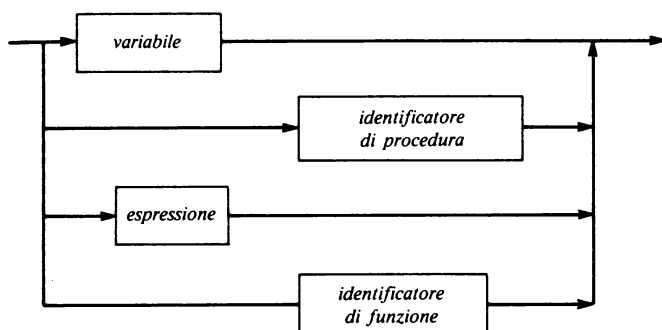 variabile
identificatore
di procedura
espressione
identificatore
di funzione